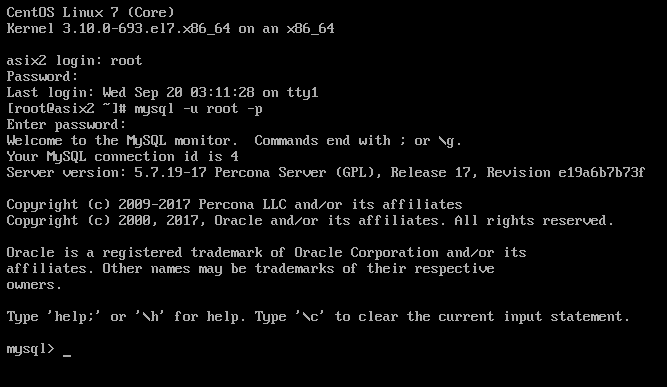 CentOS Linux 7 (Core)
Kernel 3.10.0-693.el7.x86_64 on an x86_64
asix2 login: root
Password:
Last login: Wed Sep 20 03:11:28 on tty1
[root@asix2 ~]# mysql -u root -p
Enter password:
Welcome to the MySQL monitor.  Commands end with ; or \g.
Your MySQL connection id is 4
Server version: 5.7.19-17 Percona Server (GPL), Release 17, Revision e19a6b7b73f
Copyright (c) 2009-2017 Percona LLC and/or its affiliates
Copyright (c) 2000, 2017, Oracle and/or its affiliates. All rights reserved.
Oracle is a registered trademark of Oracle Corporation and/or its
affiliates. Other names may be trademarks of their respective
owners.
Type 'help;' or '\h' for help. Type '\c' to clear the current input statement.
mysql> _